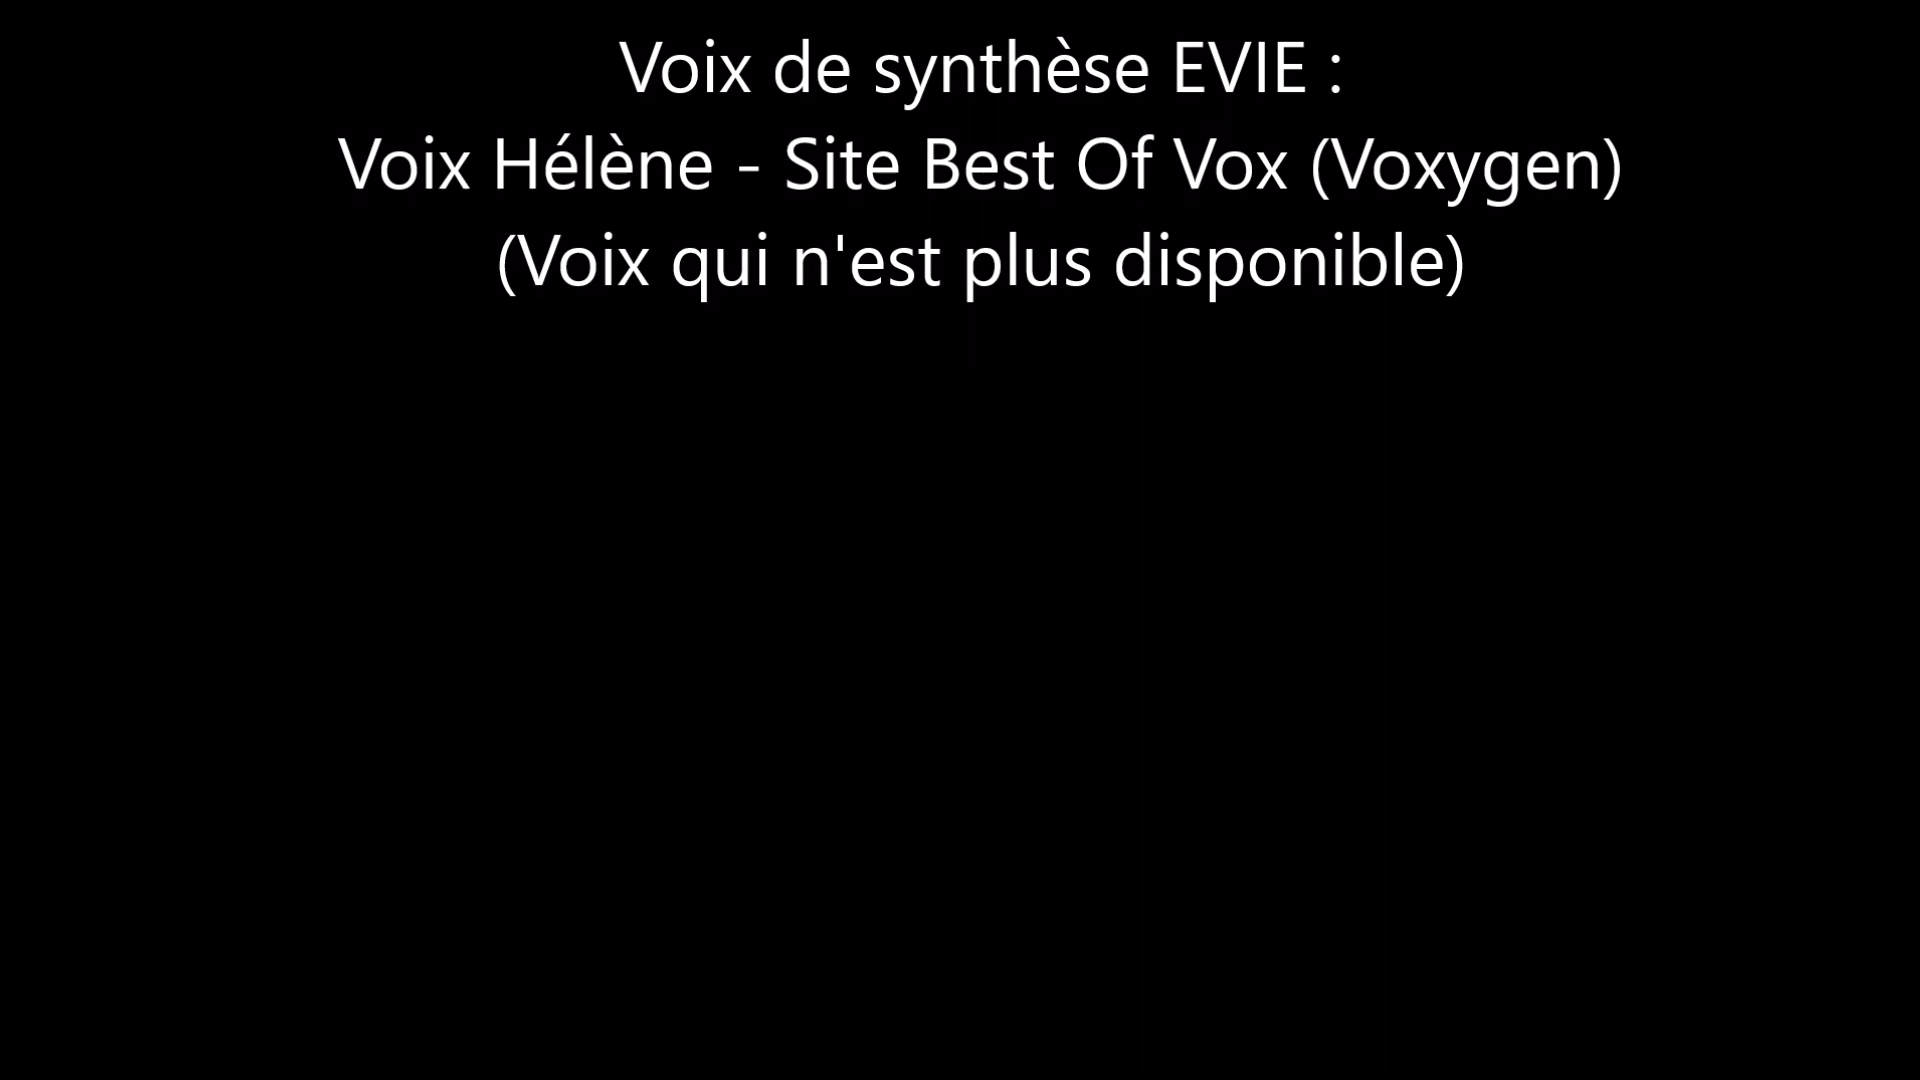 Voix de synthèse EVIE :
Voix Hélène - Site Best Of Vox (Voxygen)
(Voix qui n'est plus disponible)